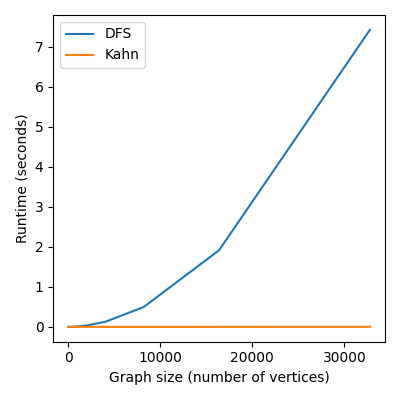 DFS
Kahn
Runtime (seconds)
7
6
5
4
3
2
1
0
0 10000 20000 30000
Graph size (number of vertices)